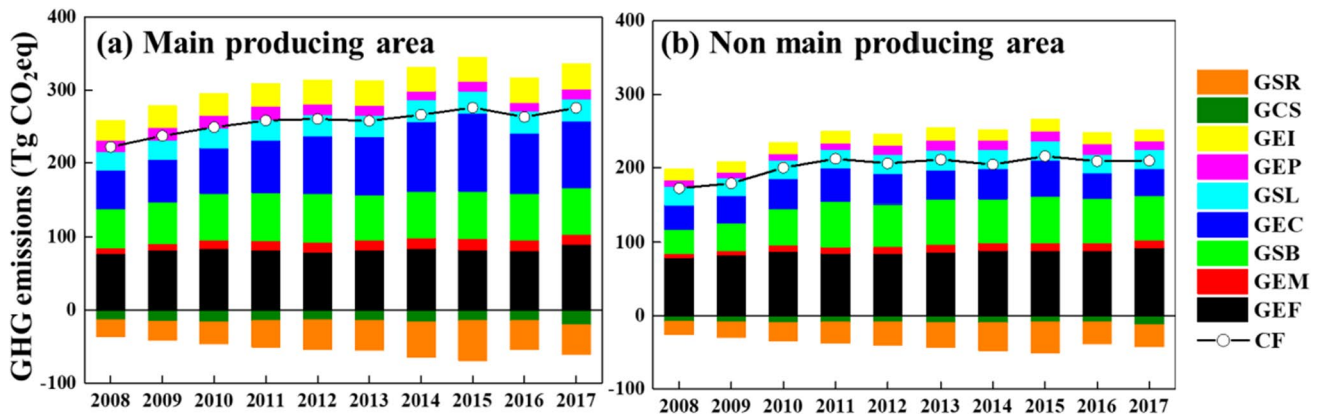 GHG emissions (Tg CO₂eq)
400
300
200
100
0
-100
(a) Main producing area
2008 2009 2010 2011 2012 2013 2014 2015 2016 2017
400
300
200
100
0
-100
(b) Non main producing area
2008 2009 2010 2011 2012 2013 2014 2015 2016 2017
GSR
GCS
GEI
GEP
GSL
GEC
GSB
GEM
GEF
CF